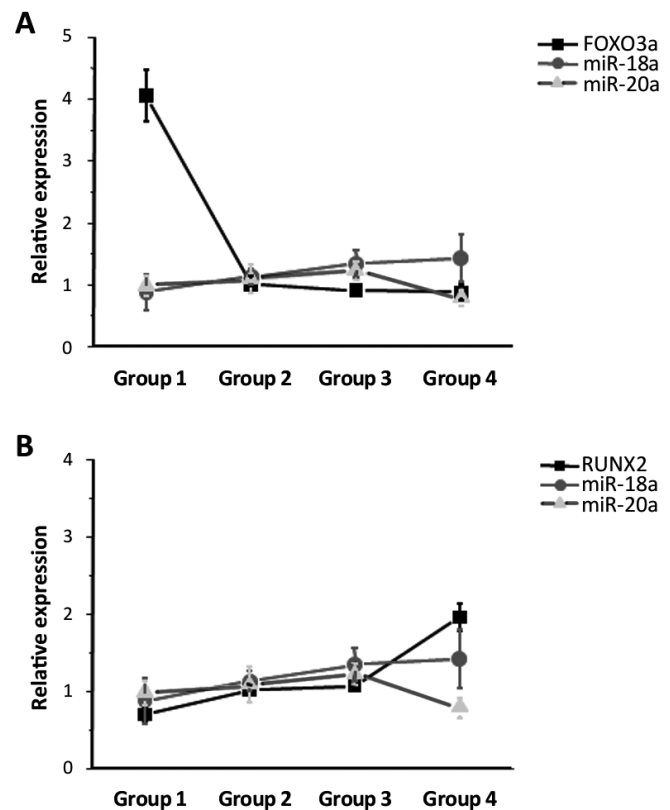 A
5
4
3
2
1
0
Relative expression
FOXO3a
miR-18a
miR-20a
Group 1 Group 2 Group 3 Group 4
B
4
3
2
1
0
Relative expression
RUNX2
miR-18a
miR-20a
Group 1 Group 2 Group 3 Group 4